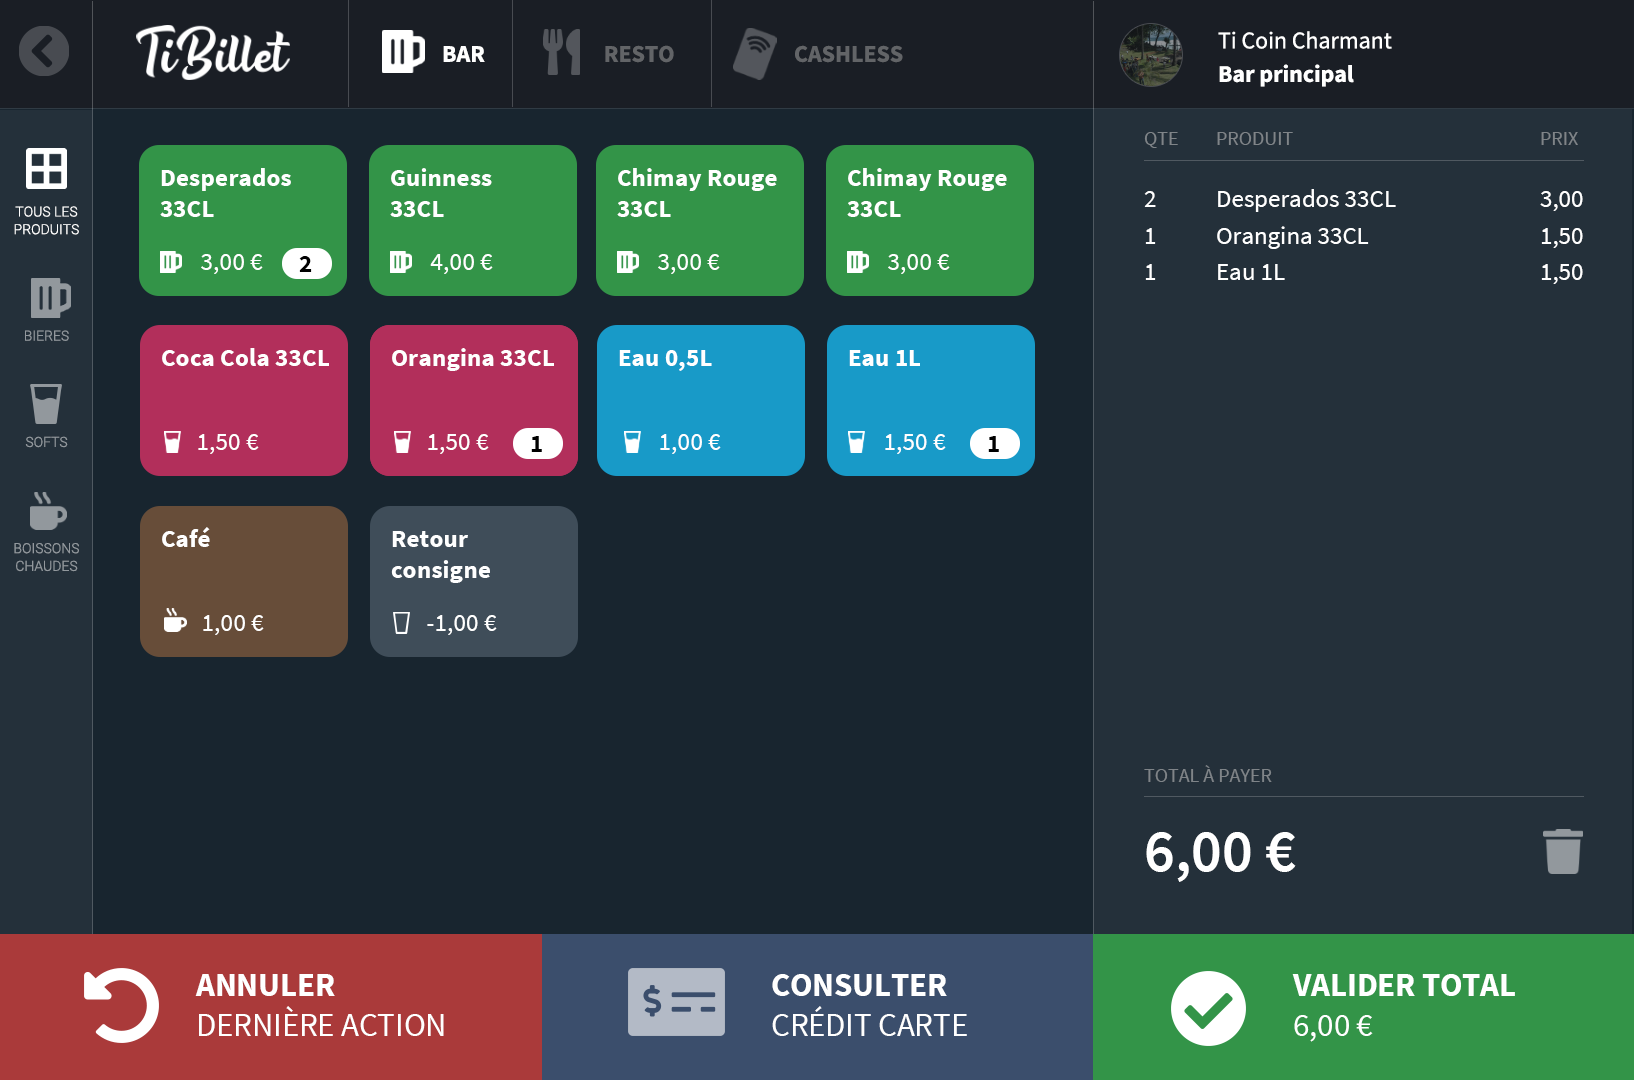 TiBillet
BAR
RESTO
CASHLESS
Ti Coin Charmant
Bar principal
TOUS LES
PRODUITS
BIERES
SOFTS
BOISSONS
CHAUDES
Desperados
33CL
3,00 €
2
Guinness
33CL
4,00 €
Chimay Rouge
33CL
3,00 €
Chimay Rouge
33CL
3,00 €
Coca Cola 33CL
1,50 €
Orangina 33CL
1,50 €
1
Eau 0,5L
1,00 €
Eau 1L
1,50 €
1
Café
1,00 €
Retour
consigne
-1,00 €
QTE PRODUIT PRIX
2 Desperados 33CL 3,00
1 Orangina 33CL 1,50
1 Eau 1L 1,50
TOTAL À PAYER
6,00 €
ANNULER
DERNIÈRE ACTION
$
CONSULTER
CRÉDIT CARTE
VALIDER TOTAL
6,00 €